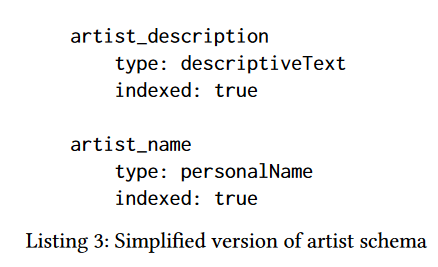 artist_description
type: descriptiveText
indexed: true
artist_name
type: personalName
indexed: true
Listing 3: Simplified version of artist schema